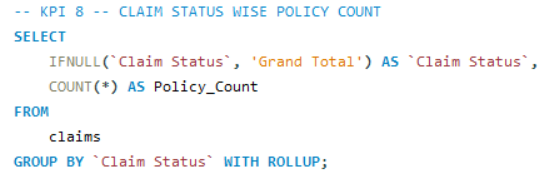 -- KPI 8 -- CLAIM STATUS WISE POLICY COUNT
SELECT
    IFNULL(`Claim Status`, 'Grand Total') AS `Claim Status`,
    COUNT(*) AS Policy_Count
FROM
    claims
GROUP BY `Claim Status` WITH ROLLUP;